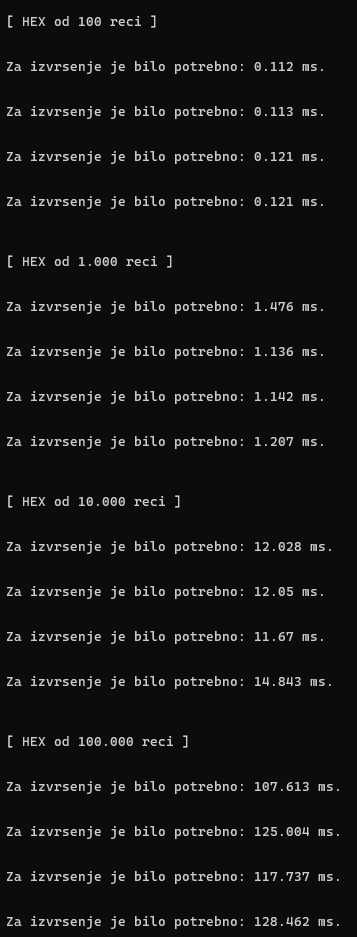 [ HEX od 100 reci ]
Za izvrsenje je bilo potrebno: 0.112 ms.
Za izvrsenje je bilo potrebno: 0.113 ms.
Za izvrsenje je bilo potrebno: 0.121 ms.
Za izvrsenje je bilo potrebno: 0.121 ms.
[ HEX od 1.000 reci ]
Za izvrsenje je bilo potrebno: 1.476 ms.
Za izvrsenje je bilo potrebno: 1.136 ms.
Za izvrsenje je bilo potrebno: 1.142 ms.
Za izvrsenje je bilo potrebno: 1.207 ms.
[ HEX od 10.000 reci ]
Za izvrsenje je bilo potrebno: 12.028 ms.
Za izvrsenje je bilo potrebno: 12.05 ms.
Za izvrsenje je bilo potrebno: 11.67 ms.
Za izvrsenje je bilo potrebno: 14.843 ms.
[ HEX od 100.000 reci ]
Za izvrsenje je bilo potrebno: 107.613 ms.
Za izvrsenje je bilo potrebno: 125.004 ms.
Za izvrsenje je bilo potrebno: 117.737 ms.
Za izvrsenje je bilo potrebno: 128.462 ms.